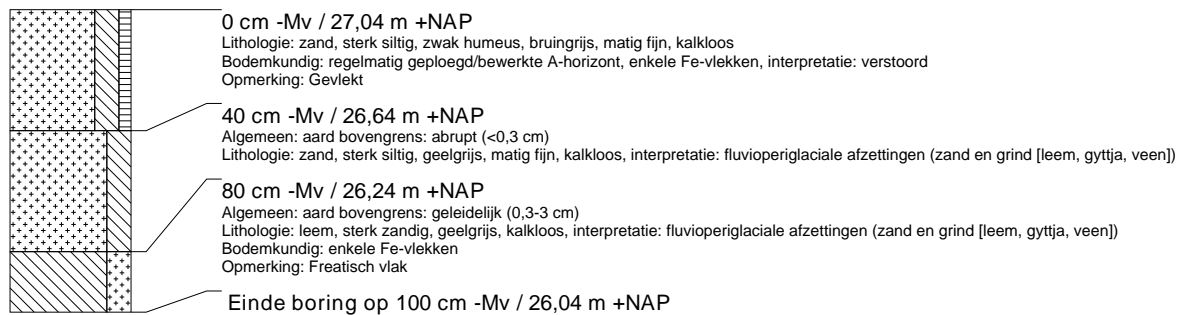 0 cm -Mv / 27,04 m +NAP
Lithologie: zand, sterk siltig, zwak humeus, bruingrijs, matig fijn, kalkloos
Bodemkundig: regelmatig geploegd/bewerkte A-horizont, enkele Fe-vlekken, interpretatie: verstoord
Opmerking: Gevlekt
40 cm -Mv / 26,64 m +NAP
Algemeen: aard bovengrens: abrupt (<0,3 cm)
Lithologie: zand, sterk siltig, geelgrijs, matig fijn, kalkloos, interpretatie: fluvioperiglaciale afzettingen (zand en grind [leem, gyttja, veen])
80 cm -Mv / 26,24 m +NAP
Algemeen: aard bovengrens: geleidelijk (0,3-3 cm)
Lithologie: leem, sterk zandig, geelgrijs, kalkloos, interpretatie: fluvioperiglaciale afzettingen (zand en grind [leem, gyttja, veen])
Bodemkundig: enkele Fe-vlekken
Opmerking: Freatisch vlak
Einde boring op 100 cm -Mv / 26,04 m +NAP